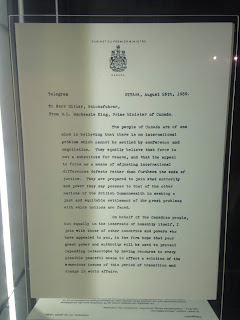 CABINET DU PREMIER MINISTRE
CANADA
Telegram OTTAWA, August 25th, 1939.
To Herr Hitler, Reichsfuhrer,
From W.L. Mackenzie King, Prime Minister of Canada.
The people of Canada are of one
mind in believing that there is no international
problem which cannot be settled by conference and
negotiation. They equally believe that force is
not a substitute for reason, and that the appeal
to force as a means of adjusting international
differences defeats rather than furthers the ends of
justice. They are prepared to join what authority
and power they may possess to that of the other
nations of the British Commonwealth in seeking a
just and equitable settlement of the great problems
with which nations are faced.
On behalf of the Canadian people,
but equally in the interests of humanity itself, I
join with those of other countries and powers who
have appealed to you, in the firm hope that your
great power and authority will be used to prevent
impending catastrophe by having recourse to every
possible peaceful means to effect a solution of the
momentous issues of this period of transition and
change in world affairs.